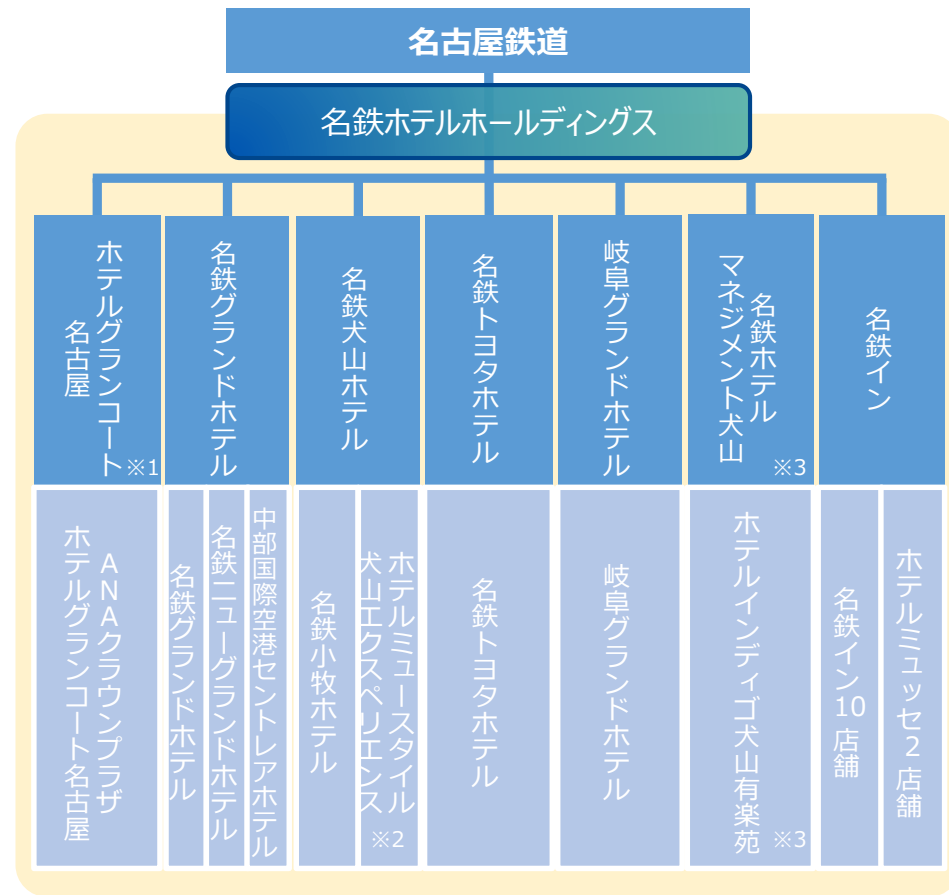 名古屋鉄道
名鉄ホテルホールディングス
ホテルグランコート
名古屋
※1
名鉄グランドホテル
名鉄犬山ホテル
名鉄トヨタホテル
岐阜グランドホテル
名鉄ホテル
マネジメント犬山
※3
名鉄イン
ANAクラウンプラザ
ホテルグランコート名古屋
名鉄グランドホテル
名鉄ニューグランドホテル
中部国際空港セントレアホテル
名鉄小牧ホテル
ホテルミュースタイル
犬山エクスペリエンス
※2
名鉄トヨタホテル
岐阜グランドホテル
ホテルインディゴ犬山有楽苑
※3
名鉄イン10店舗
ホテルミュッセ2店舗